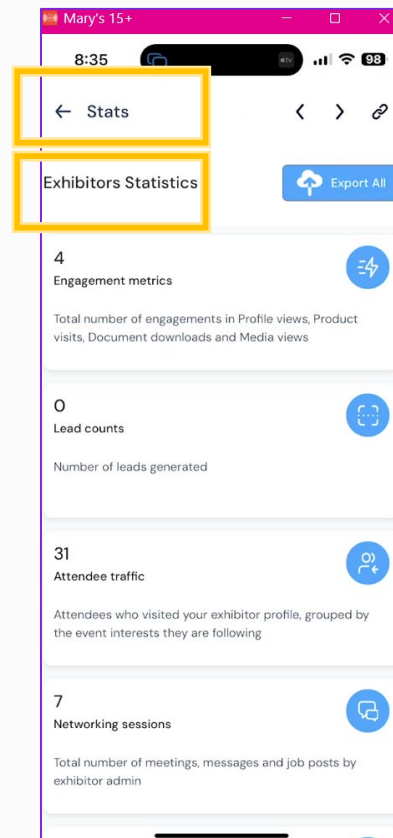 Mary's 15+
8:35
tv
98
Stats
Exhibitors Statistics
Export All
4
Engagement metrics
Total number of engagements in Profile views, Product
visits, Document downloads and Media views
0
Lead counts
Number of leads generated
31
Attendee traffic
Attendees who visited your exhibitor profile, grouped by
the event interests they are following
7
Networking sessions
Total number of meetings, messages and job posts by
exhibitor admin